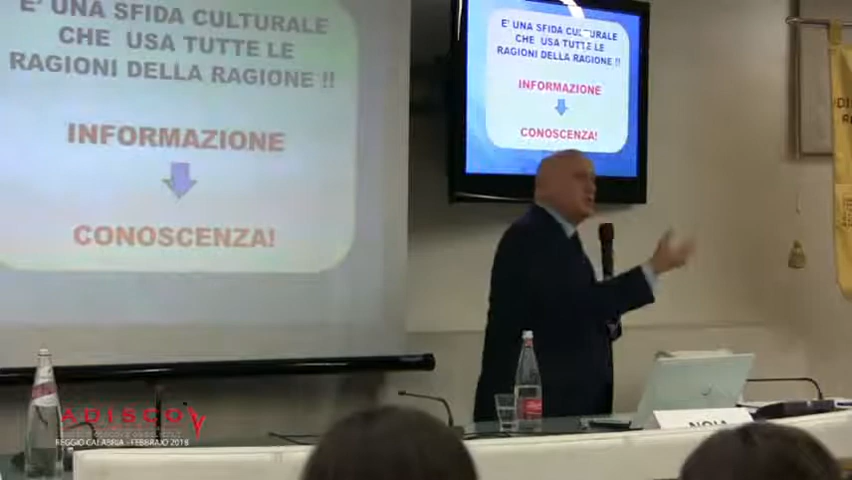 E' UNA SFIDA CULTURALE
CHE USA TUTTE LE
RAGIONI DELLA RAGIONE !!
INFORMAZIONE
CONOSCENZA!
E' UNA SFIDA CULTURALE
CHE USA TUTTE LE
RAGIONI DELLA RAGIONE !!
INFORMAZIONE
CONOSCENZA!
ADISCO
REGGIO CALABRIA - FEBBRAIO 2018
NOIA